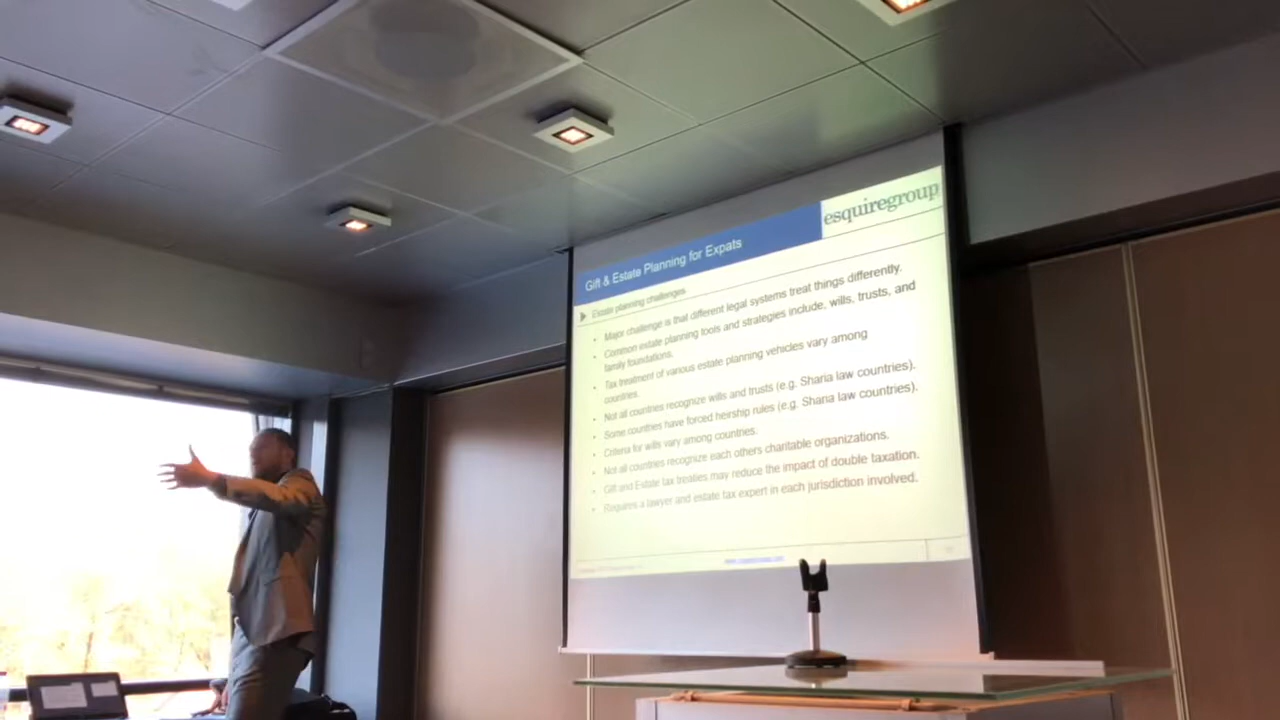 esquiregroup
Gift & Estate Planning for Expats
Estate planning challenges
Major challenge is that different legal systems treat things differently.
Common estate planning tools and strategies include, wills, trusts, and
family foundations.
Tax treatment of various estate planning vehicles vary among
countries.
Not all countries recognize wills and trusts (e.g. Sharia law countries).
Some countries have forced heirship rules (e.g. Sharia law countries).
Criteria for wills vary among countries.
Not all countries recognize each others charitable organizations.
Gift and Estate tax treaties may reduce the impact of double taxation.
Requires a lawyer and estate tax expert in each jurisdiction involved.